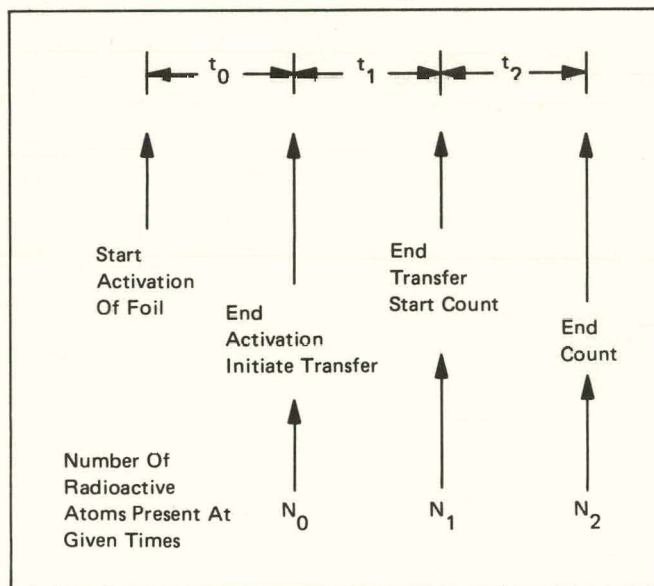 t0 t1 t2
Start
Activation
Of Foil
End
Activation
Initiate Transfer
End
Transfer
Start Count
End
Count
Number Of
Radioactive
Atoms Present At
Given Times
N0 N1 N2